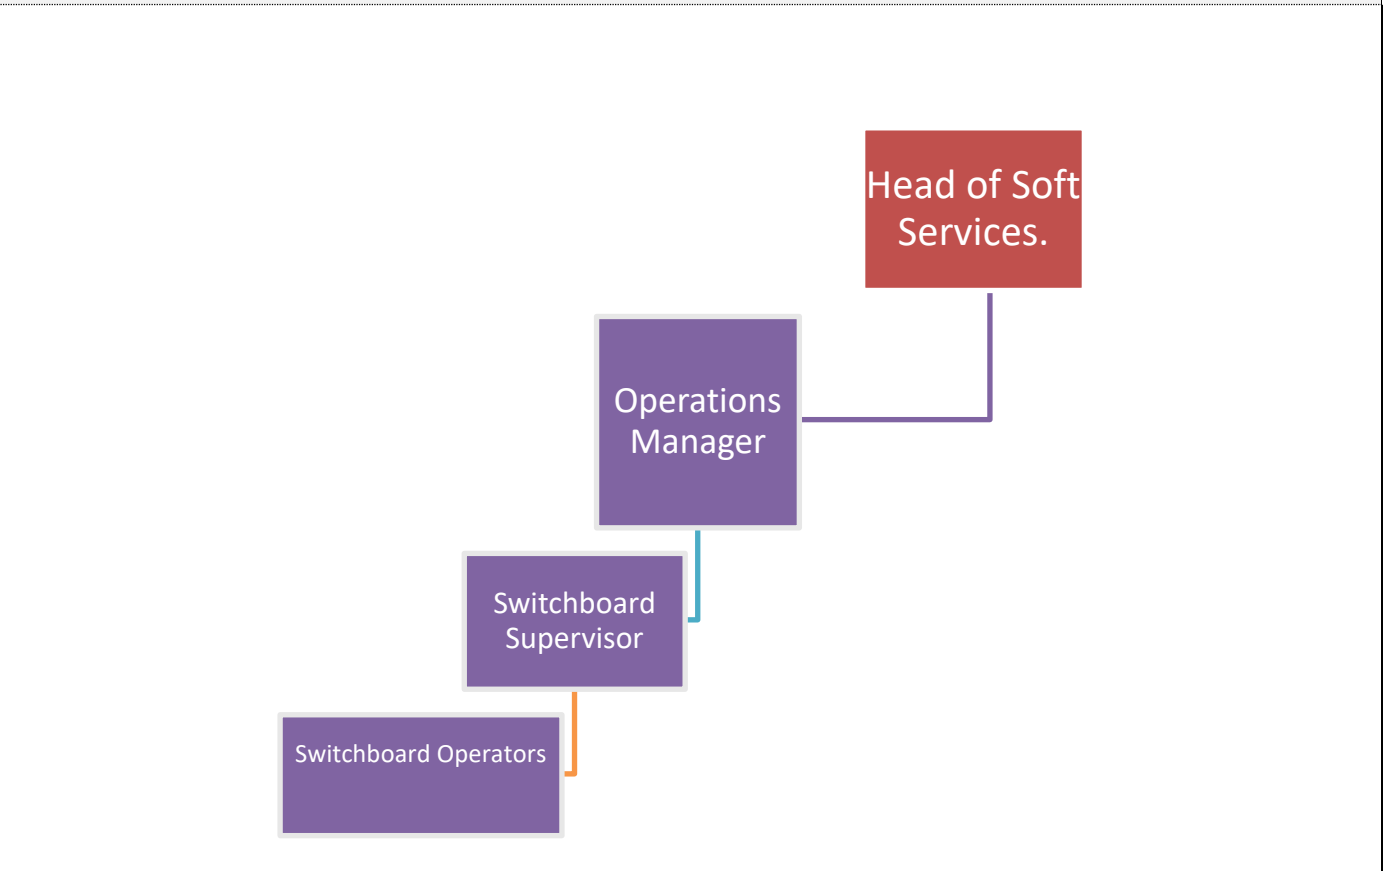 Head of Soft
Services.
Operations
Manager
Switchboard
Supervisor
Switchboard Operators